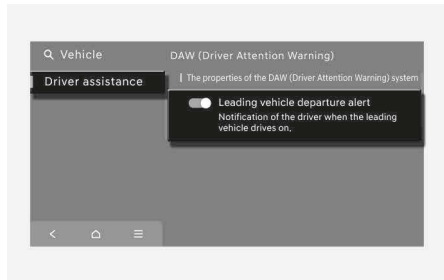 Vehicle
DAW (Driver Attention Warning)
Driver assistance
The properties of the DAW (Driver Attention Warning) system
Leading vehicle departure alert
Notification of the driver when the leading
vehicle drives on.